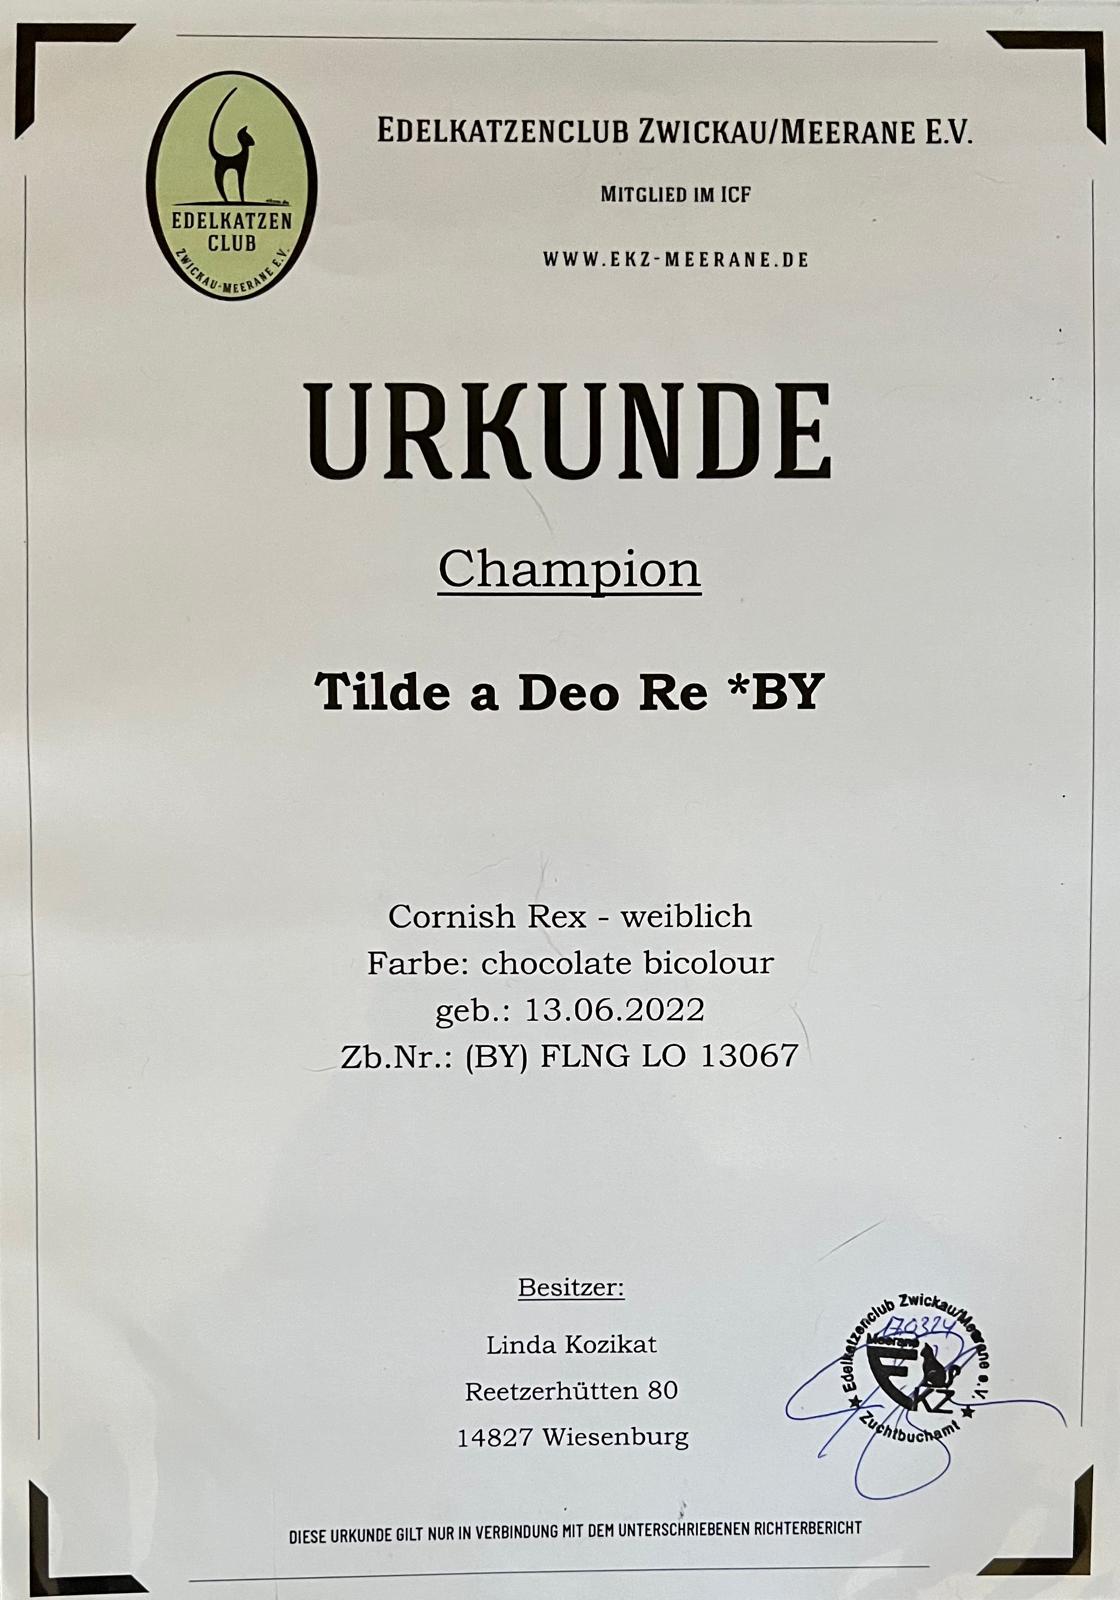 EDELKATZENCLUB ZWICKAU/MEERANE E.V.
MITGLIED IM ICF
WWW.EKZ-MEERANE.DE
EDELKATZEN
CLUB
ZWICKAU-MEERANE E.V.
URKUNDE
Champion
Tilde a Deo Re *BY
Cornish Rex - weiblich
Farbe: chocolate bicolour
geb.: 13.06.2022
Zb.Nr.: (BY) FLNG LO 13067
Besitzer:
Linda Kozikat
Reetzerhütten 80
14827 Wiesenburg
Edelkatzenclub Zwickau/Meerane e.V.
170324
Meerane
EKZ
Zuchtbuchamt
DIESE URKUNDE GILT NUR IN VERBINDUNG MIT DEM UNTERSCHRIEBENEN RICHTERBERICHT